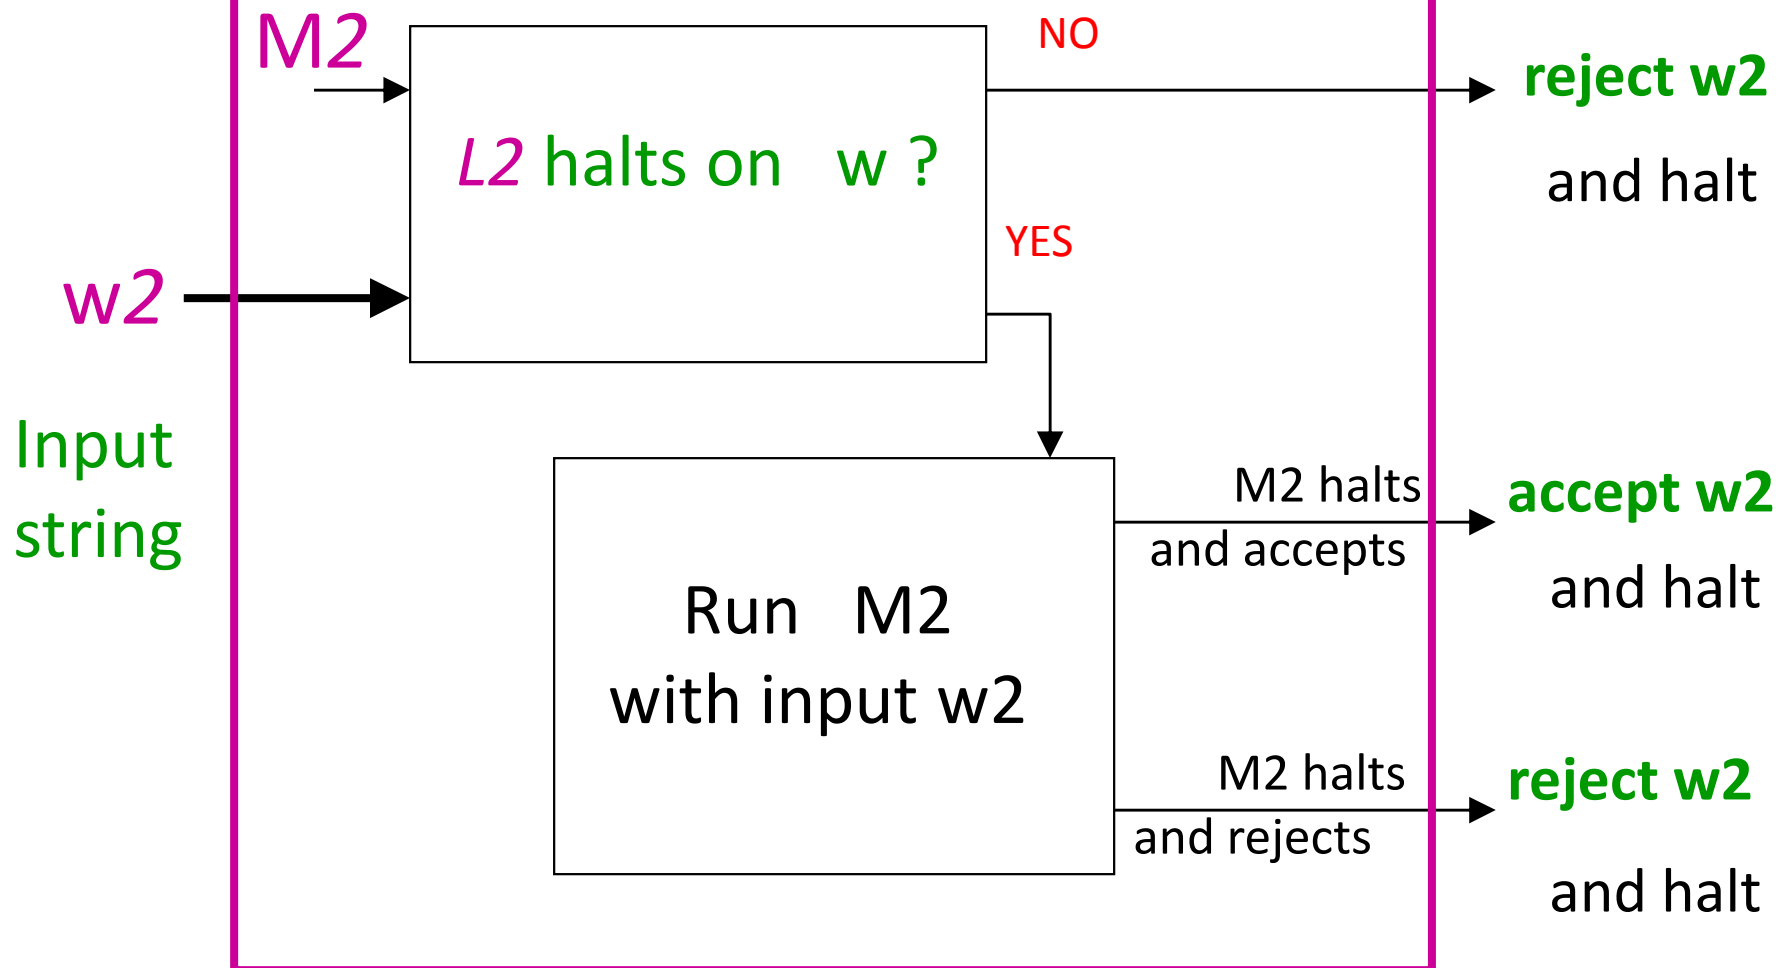 M2
NO
reject w2
L2 halts on w ?
and halt
YES
w2
Input
string
M2 halts
accept w2
and accepts
Run M2
and halt
with input w2
M2 halts
reject w2
and rejects
and halt